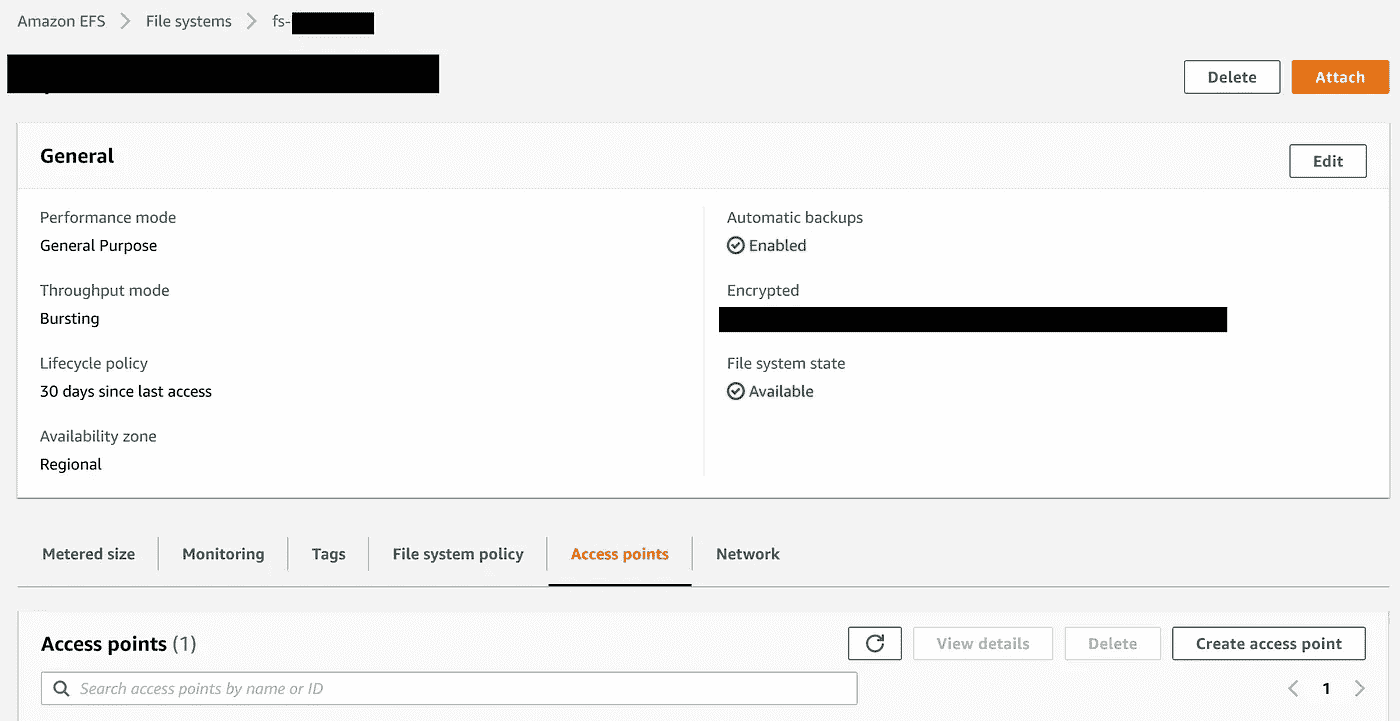 Amazon EFS > File systems > fs-
Delete Attach
General Edit
Performance mode Automatic backups
General Purpose Enabled
Throughput mode Encrypted
Bursting
Lifecycle policy File system state
30 days since last access Available
Availability zone
Regional
Metered size Monitoring Tags File system policy Access points Network
Access points (1) View details Delete Create access point
Search access points by name or ID < 1 >